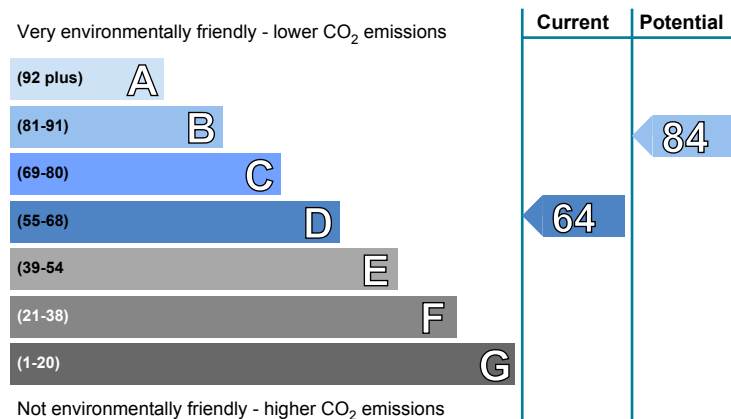 Very environmentally friendly - lower CO2 emissions
Current
Potential
(92 plus) A
(81-91) B
84
(69-80) C
(55-68) D
64
(39-54 E
(21-38) F
(1-20) G
Not environmentally friendly - higher CO2 emissions